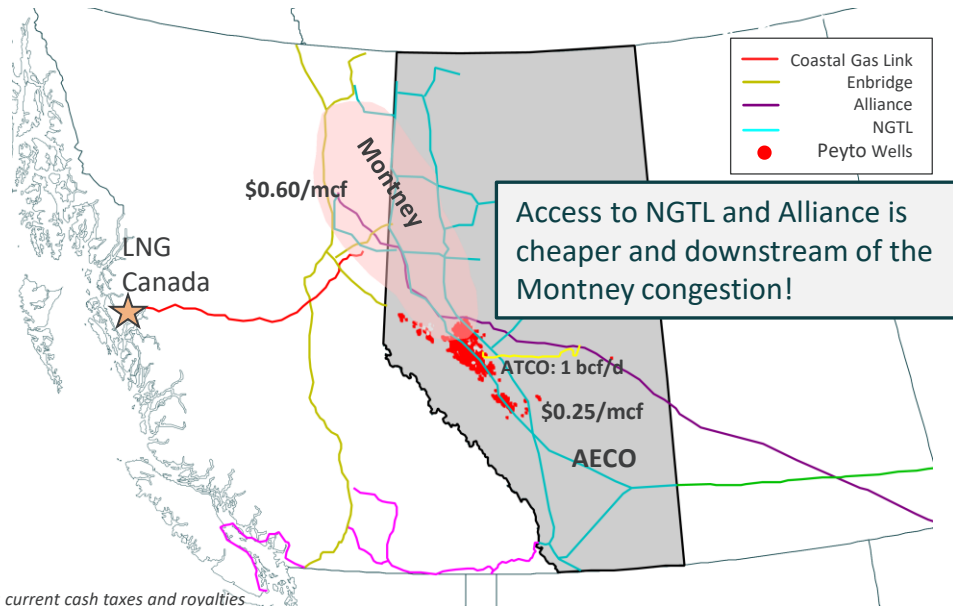 Coastal Gas Link
Enbridge
Alliance
NGTL
Peyto Wells
Montney
$0.60/mcf
Access to NGTL and Alliance is
cheaper and downstream of the
Montney congestion!
LNG
Canada
ATCO: 1 bcf/d
$0.25/mcf
AECO
current cash taxes and royalties